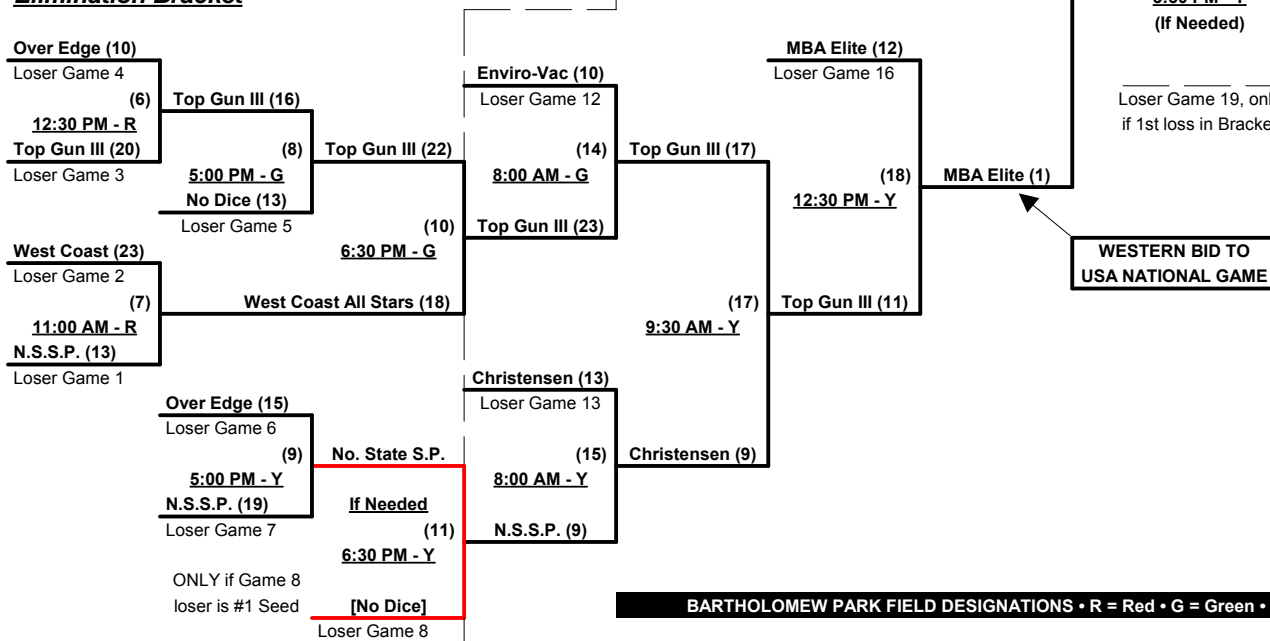 Elimination Bracket
(If Needed)
Over Edge (10)
Loser Game 4
(6)
12:30 PM - R
Top Gun III (20)
Loser Game 3
Top Gun III (16)
(8)
5:00 PM - G
No Dice (13)
Loser Game 5
West Coast (23)
Loser Game 2
(7)
11:00 AM - R
N.S.S.P. (13)
Loser Game 1
Top Gun III (22)
(10)
6:30 PM - G
West Coast All Stars (18)
Over Edge (15)
Loser Game 6
(9)
5:00 PM - Y
N.S.S.P. (19)
Loser Game 7
No. State S.P.
If Needed
(11)
6:30 PM - Y
ONLY if Game 8
loser is #1 Seed
[No Dice]
Loser Game 8
Enviro-Vac (10)
Loser Game 12
(14)
8:00 AM - G
Top Gun III (23)
Christensen (13)
Loser Game 13
(15)
8:00 AM - Y
N.S.S.P. (9)
Top Gun III (17)
(17)
9:30 AM - Y
Christensen (9)
MBA Elite (12)
Loser Game 16
(18)
12:30 PM - Y
Top Gun III (11)
MBA Elite (1)
Loser Game 19, onl
if 1st loss in Bracke
WESTERN BID TO
USA NATIONAL GAME
BARTHOLOMEW PARK FIELD DESIGNATIONS • R = Red • G = Green •